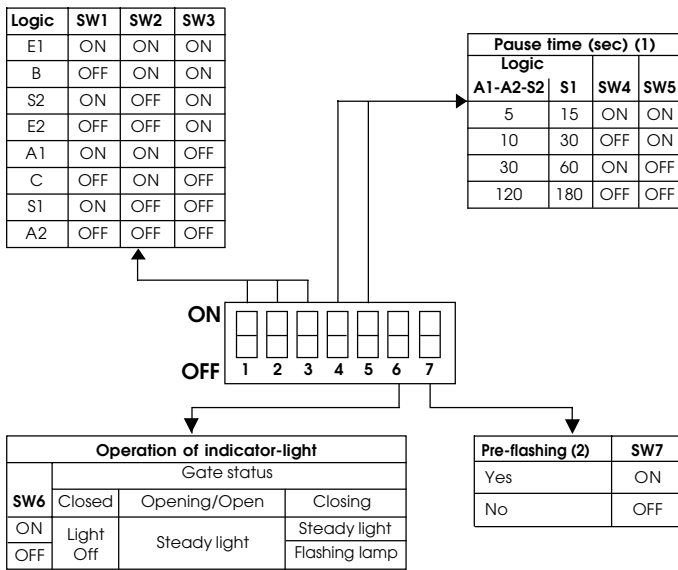 Logic SW1 SW2 SW3
E1 ON ON ON
B OFF ON ON
S2 ON OFF ON
E2 OFF OFF ON
A1 ON ON OFF
C OFF ON OFF
S1 ON OFF OFF
A2 OFF OFF OFF
Pause time (sec) (1)
Logic
A1-A2-S2 S1 SW4 SW5
5 15 ON ON
10 30 OFF ON
30 60 ON OFF
120 180 OFF OFF
ON
OFF
1 2 3 4 5 6 7
Operation of indicator-light
Gate status
SW6 Closed Opening/Open Closing
ON Light Off Steady light Steady light
OFF Flashing lamp
Pre-flashing (2) SW7
Yes ON
No OFF